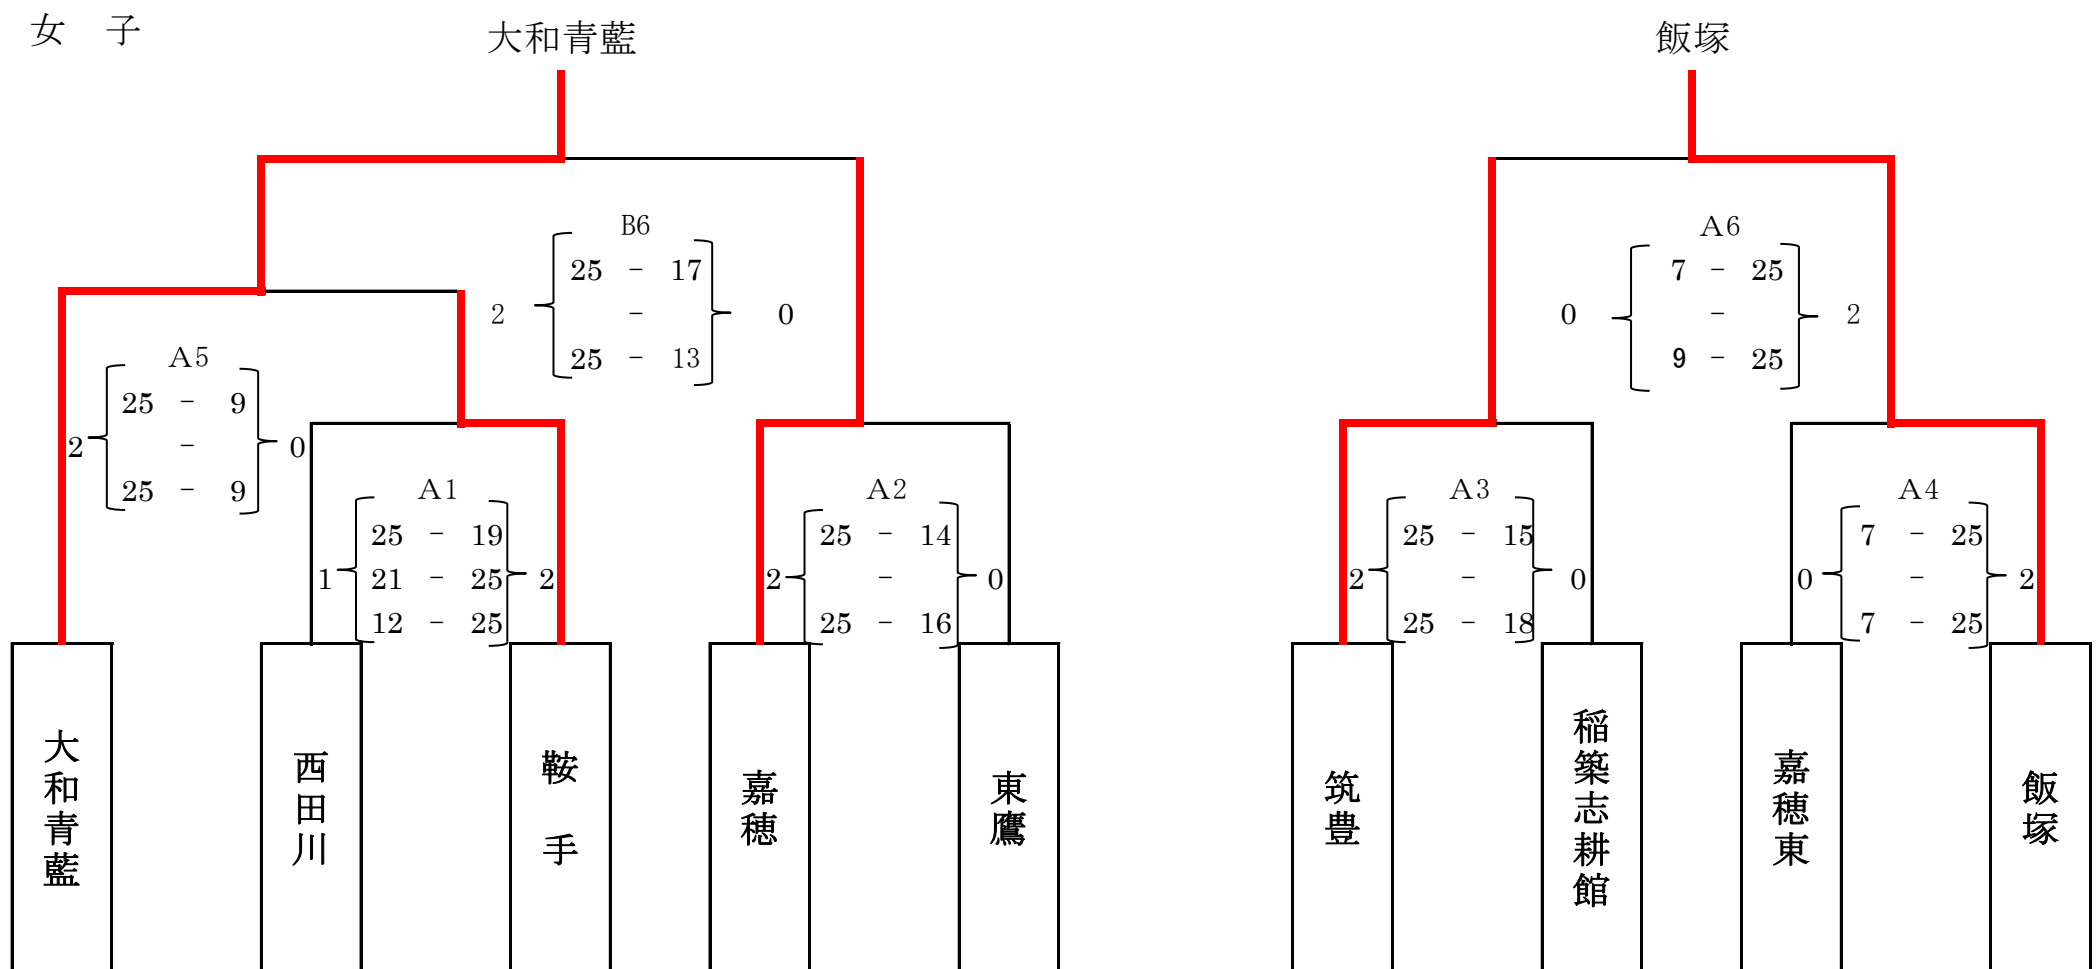 女 子
大和青藍
飯塚
B6
25 - 17
2 - 0
25 - 13
A6
7 - 25
0 - 2
9 - 25
A5
25 - 9
2 - 0
25 - 9
A1
25 - 19
1 21 - 25 2
12 - 25
A2
25 - 14
2 - 0
25 - 16
A3
25 - 15
2 - 0
25 - 18
A4
7 - 25
0 - 2
7 - 25
大和青藍
西田川
鞍手
嘉穂
東鷹
筑豊
稲築志耕館
嘉穂東
飯塚